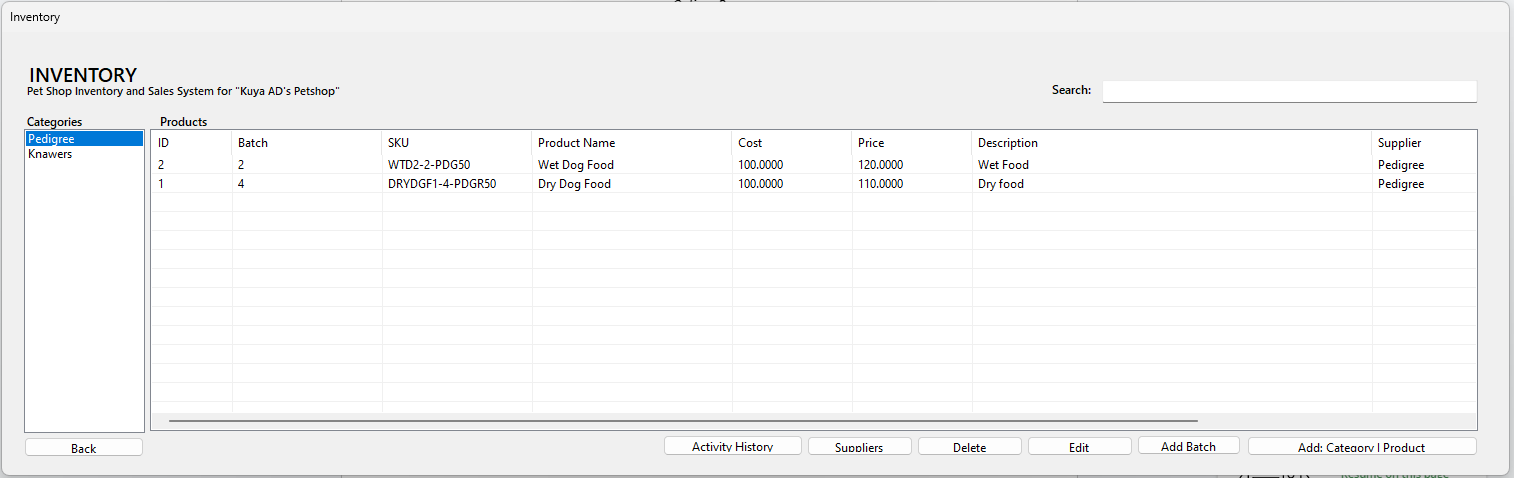 Inventory
INVENTORY
Pet Shop Inventory and Sales System for "Kuya AD's Petshop"
Search:
Categories
Products
Pedigree
Knawers
ID Batch SKU Product Name Cost Price Description Supplier
2 2 WTD2-2-PDG50 Wet Dog Food 100.0000 120.0000 Wet Food Pedigree
1 4 DRYDGF1-4-PDGR50 Dry Dog Food 100.0000 110.0000 Dry food Pedigree
Back
Activity History
Suppliers
Delete
Edit
Add Batch
Add: Category | Product